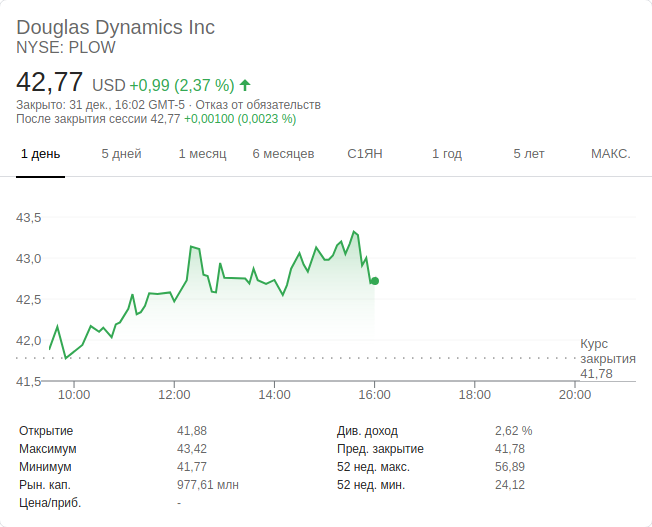 Douglas Dynamics Inc
NYSE: PLOW
42,77 USD +0,99 (2,37 %)
Закрыто: 31 дек., 16:02 GMT-5 · Отказ от обязательств
После закрытия сессии 42,77 +0,00100 (0,0023 %)
1 день 5 дней 1 месяц 6 месяцев С1ЯН 1 год 5 лет МАКС.
43,5
43,0
42,5
42,0
41,5
Курс
закрытия
41,78
10:00 12:00 14:00 16:00 18:00 20:00
Открытие 41,88 Див. доход 2,62 %
Максимум 43,42 Пред. закрытие 41,78
Минимум 41,77 52 нед. макс. 56,89
Рын. кап. 977,61 млн 52 нед. мин. 24,12
Цена/приб. -